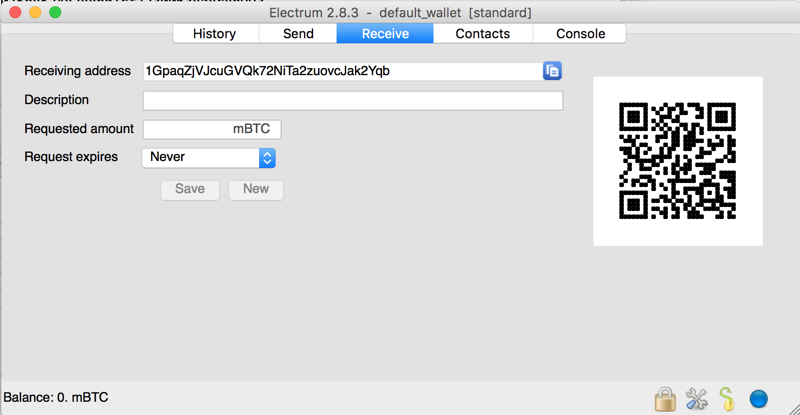 Electrum 2.8.3 - default_wallet [standard]
History Send Receive Contacts Console
Receiving address 1GpaqZjVJcuGVQk72NiTa2zuovcJak2Yqb
Description
Requested amount mBTC
Request expires Never
Save New
Balance: 0. mBTC